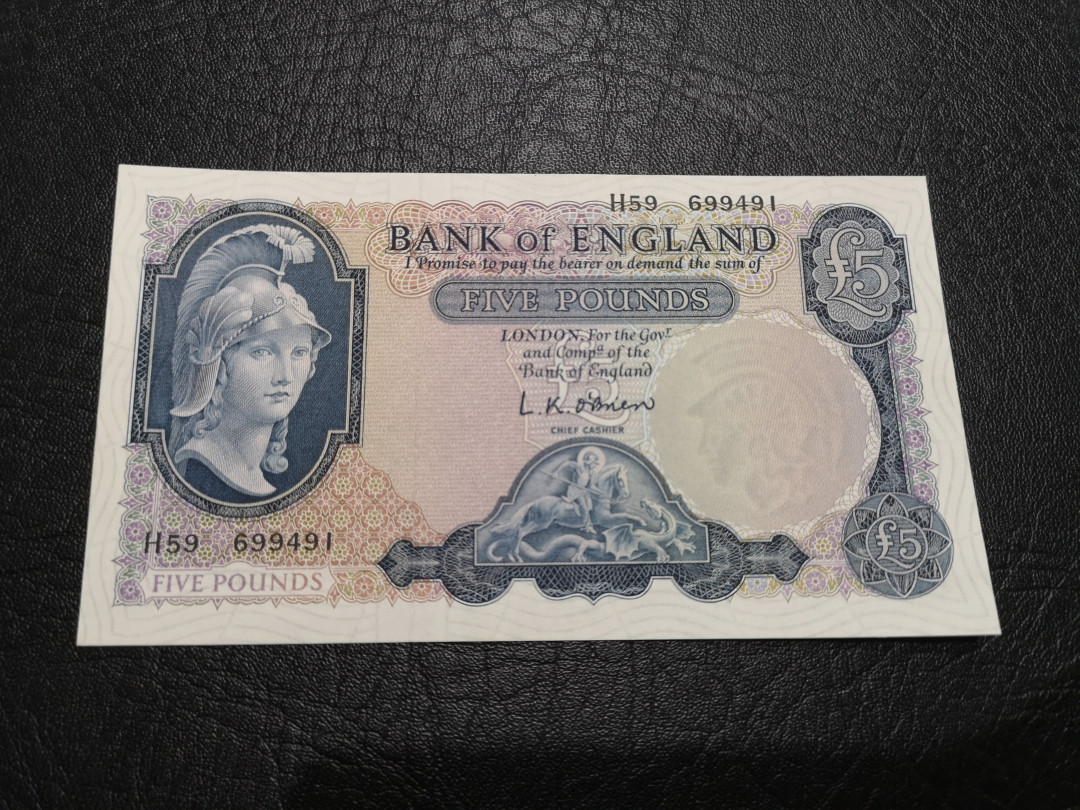 H59 699491
BANK of ENGLAND
I Promise to pay the bearer on demand the sum of
FIVE POUNDS
£5
LONDON, For the Govr.
and Compa. of the
Bank of England
£5
L.K. O'Brien
CHIEF CASHIER
H59 699491
FIVE POUNDS
£5